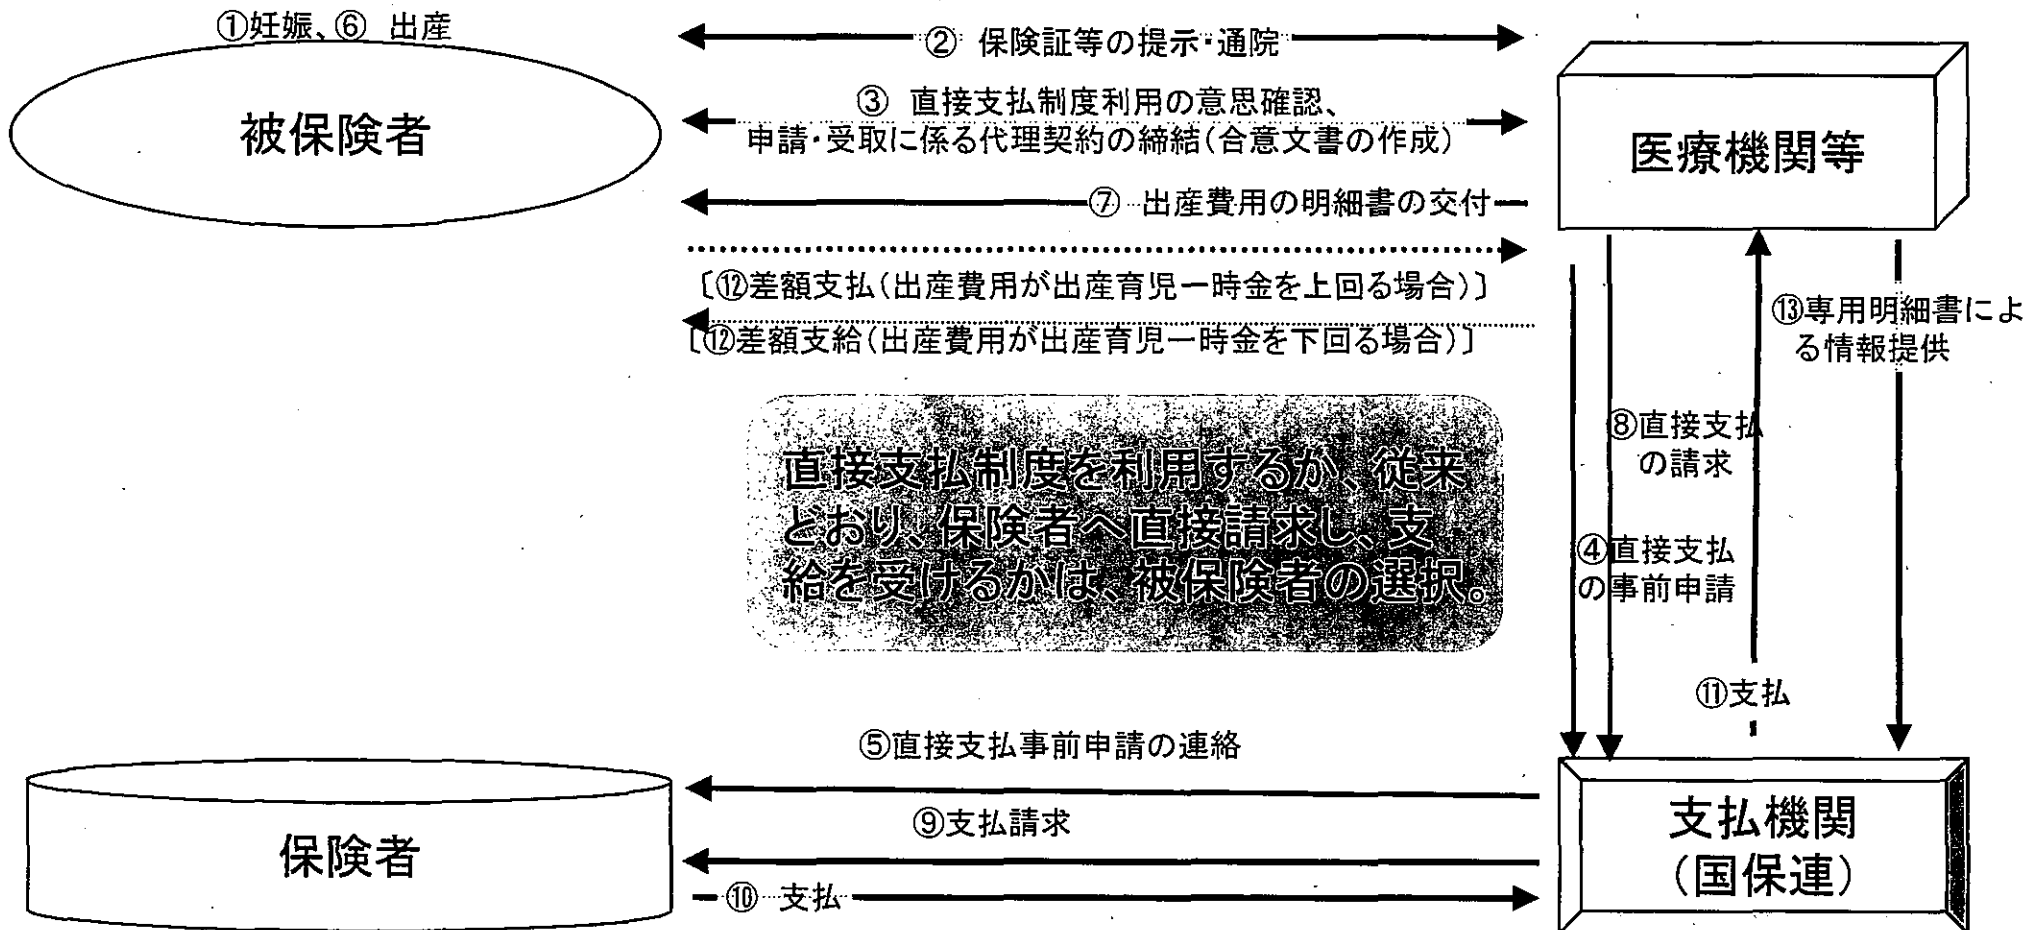 ①妊娠、⑥ 出産
② 保険証等の提示・通院
被保険者
③ 直接支払制度利用の意思確認、
申請・受取に係る代理契約の締結(合意文書の作成)
医療機関等
⑦ 出産費用の明細書の交付
〔⑫差額支払(出産費用が出産育児一時金を上回る場合)〕
〔⑫差額支給(出産費用が出産育児一時金を下回る場合)〕
⑬専用明細書によ
る情報提供
⑧直接支払
の請求
直接支払制度を利用するか、従来
とおり、保険者へ直接請求し、支
給を受けるかは、被保険者の選択。
④直接支払
の事前申請
⑪支払
⑤直接支払事前申請の連絡
⑨支払請求
保険者
支払機関
(国保連)
⑩ 支払